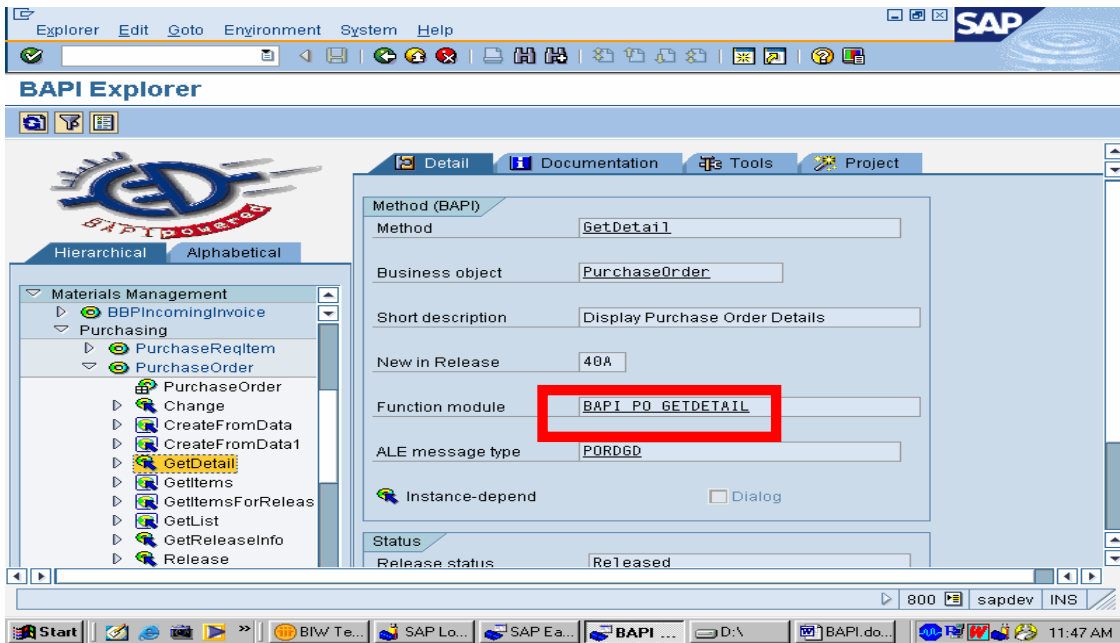 Explorer Edit Goto Environment System Help
SAP
BAPI Explorer
BAPI powered
Hierarchical Alphabetical
Materials Management
BBPIncomingInvoice
Purchasing
PurchaseReqItem
PurchaseOrder
PurchaseOrder
Change
CreateFromData
CreateFromData1
GetDetail
GetItems
GetItemsForReleas
GetList
GetReleaseInfo
Release
Detail Documentation Tools Project
Method (BAPI)
Method GetDetail
Business object PurchaseOrder
Short description Display Purchase Order Details
New in Release 40A
Function module BAPI_PO_GETDETAIL
ALE message type PORDGD
Instance-depend Dialog
Status
Release status Released
800 sapdev INS
Start » BIW Te... SAP Lo... SAP Ea... BAPI ... D:\ BAPI.do... 11:47 AM